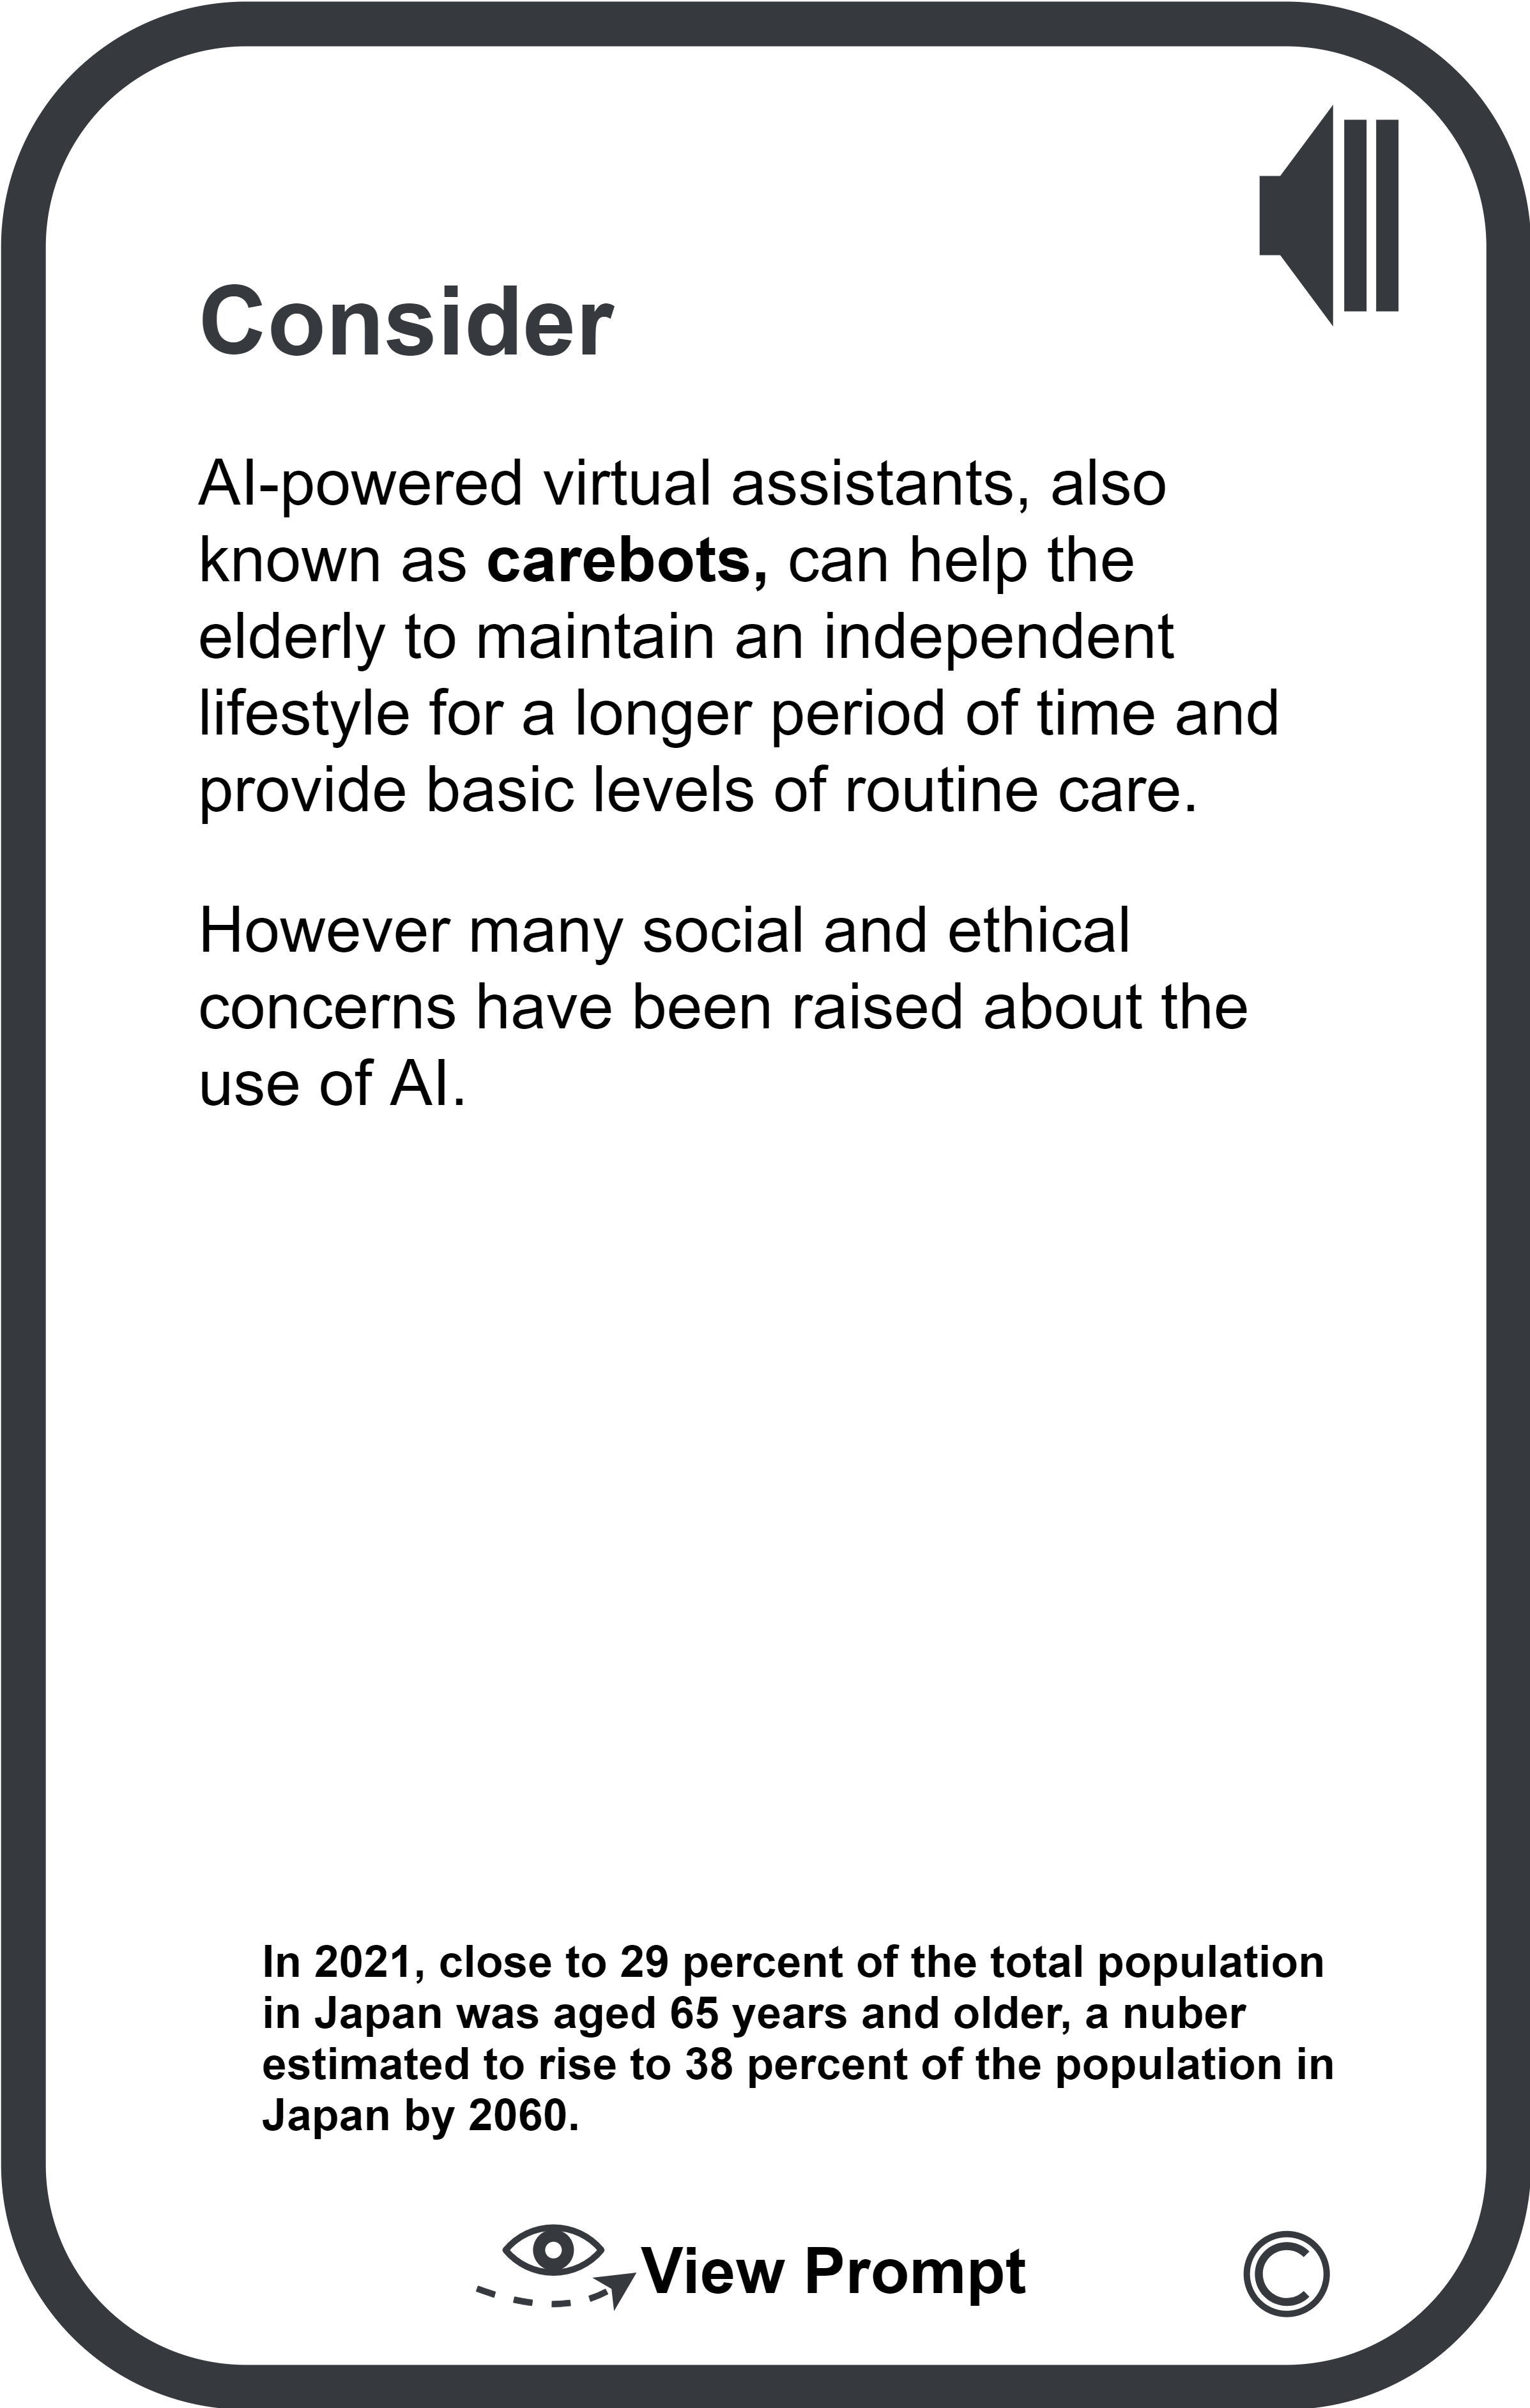 Consider
AI-powered virtual assistants, also
known as carebots, can help the
elderly to maintain an independent
lifestyle for a longer period of time and
provide basic levels of routine care.
However many social and ethical
concerns have been raised about the
use of AI.
In 2021, close to 29 percent of the total population
in Japan was aged 65 years and older, a nuber
estimated to rise to 38 percent of the population in
Japan by 2060.
View Prompt
©